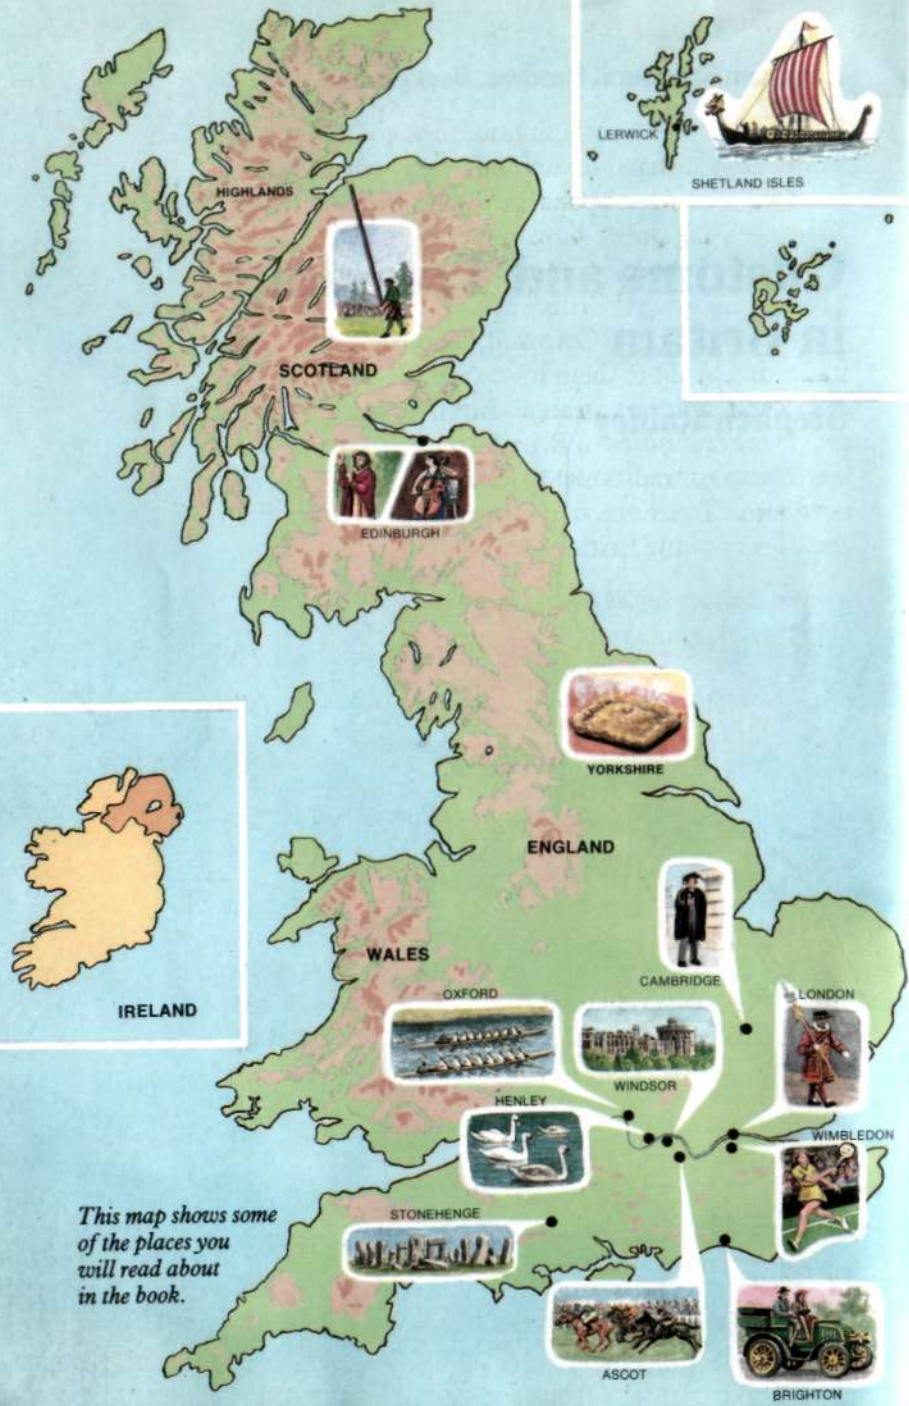 LERWICK
SHETLAND ISLES
HIGHLANDS
SCOTLAND
EDINBURGH
YORKSHIRE
ENGLAND
IRELAND
WALES
CAMBRIDGE
OXFORD
LONDON
WINDSOR
HENLEY
WIMBLEDON
This map shows some
of the places you
will read about
in the book.
STONEHENGE
ASCOT
BRIGHTON